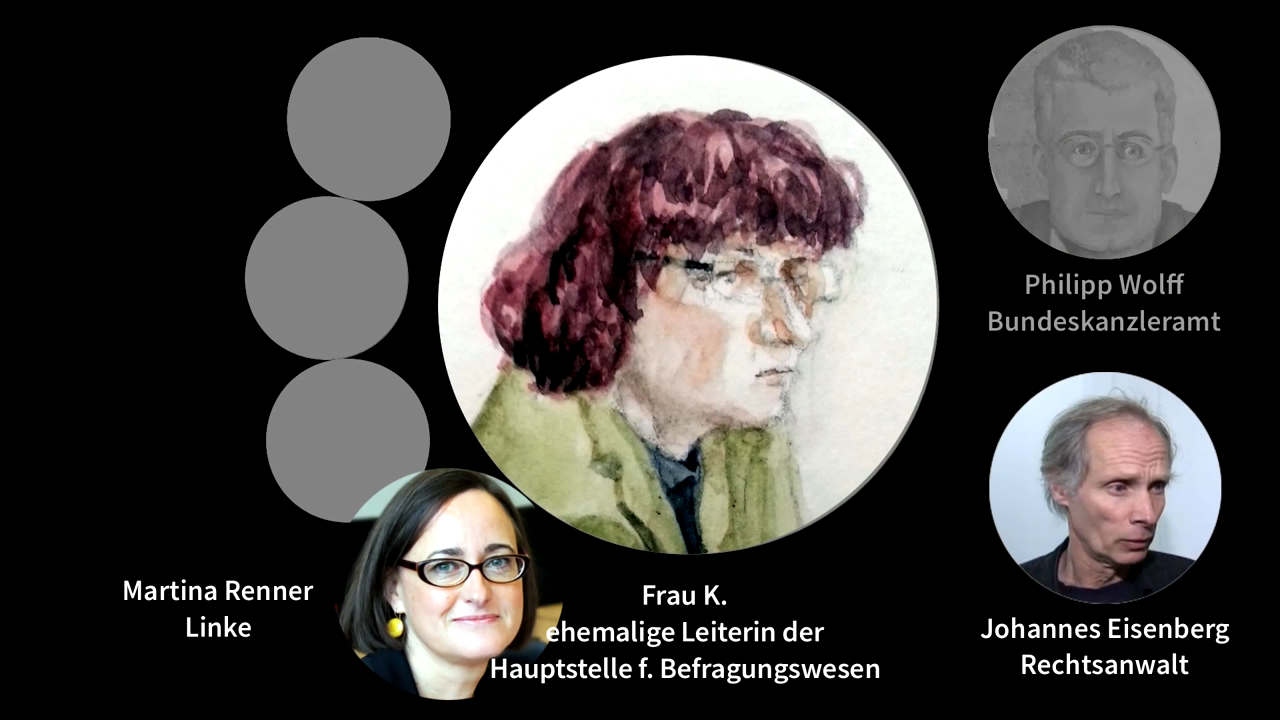 Philipp Wolff
Bundeskanzleramt
Martina Renner
Linke
Frau K.
ehemalige Leiterin der
Hauptstelle f. Befragungswesen
Johannes Eisenberg
Rechtsanwalt